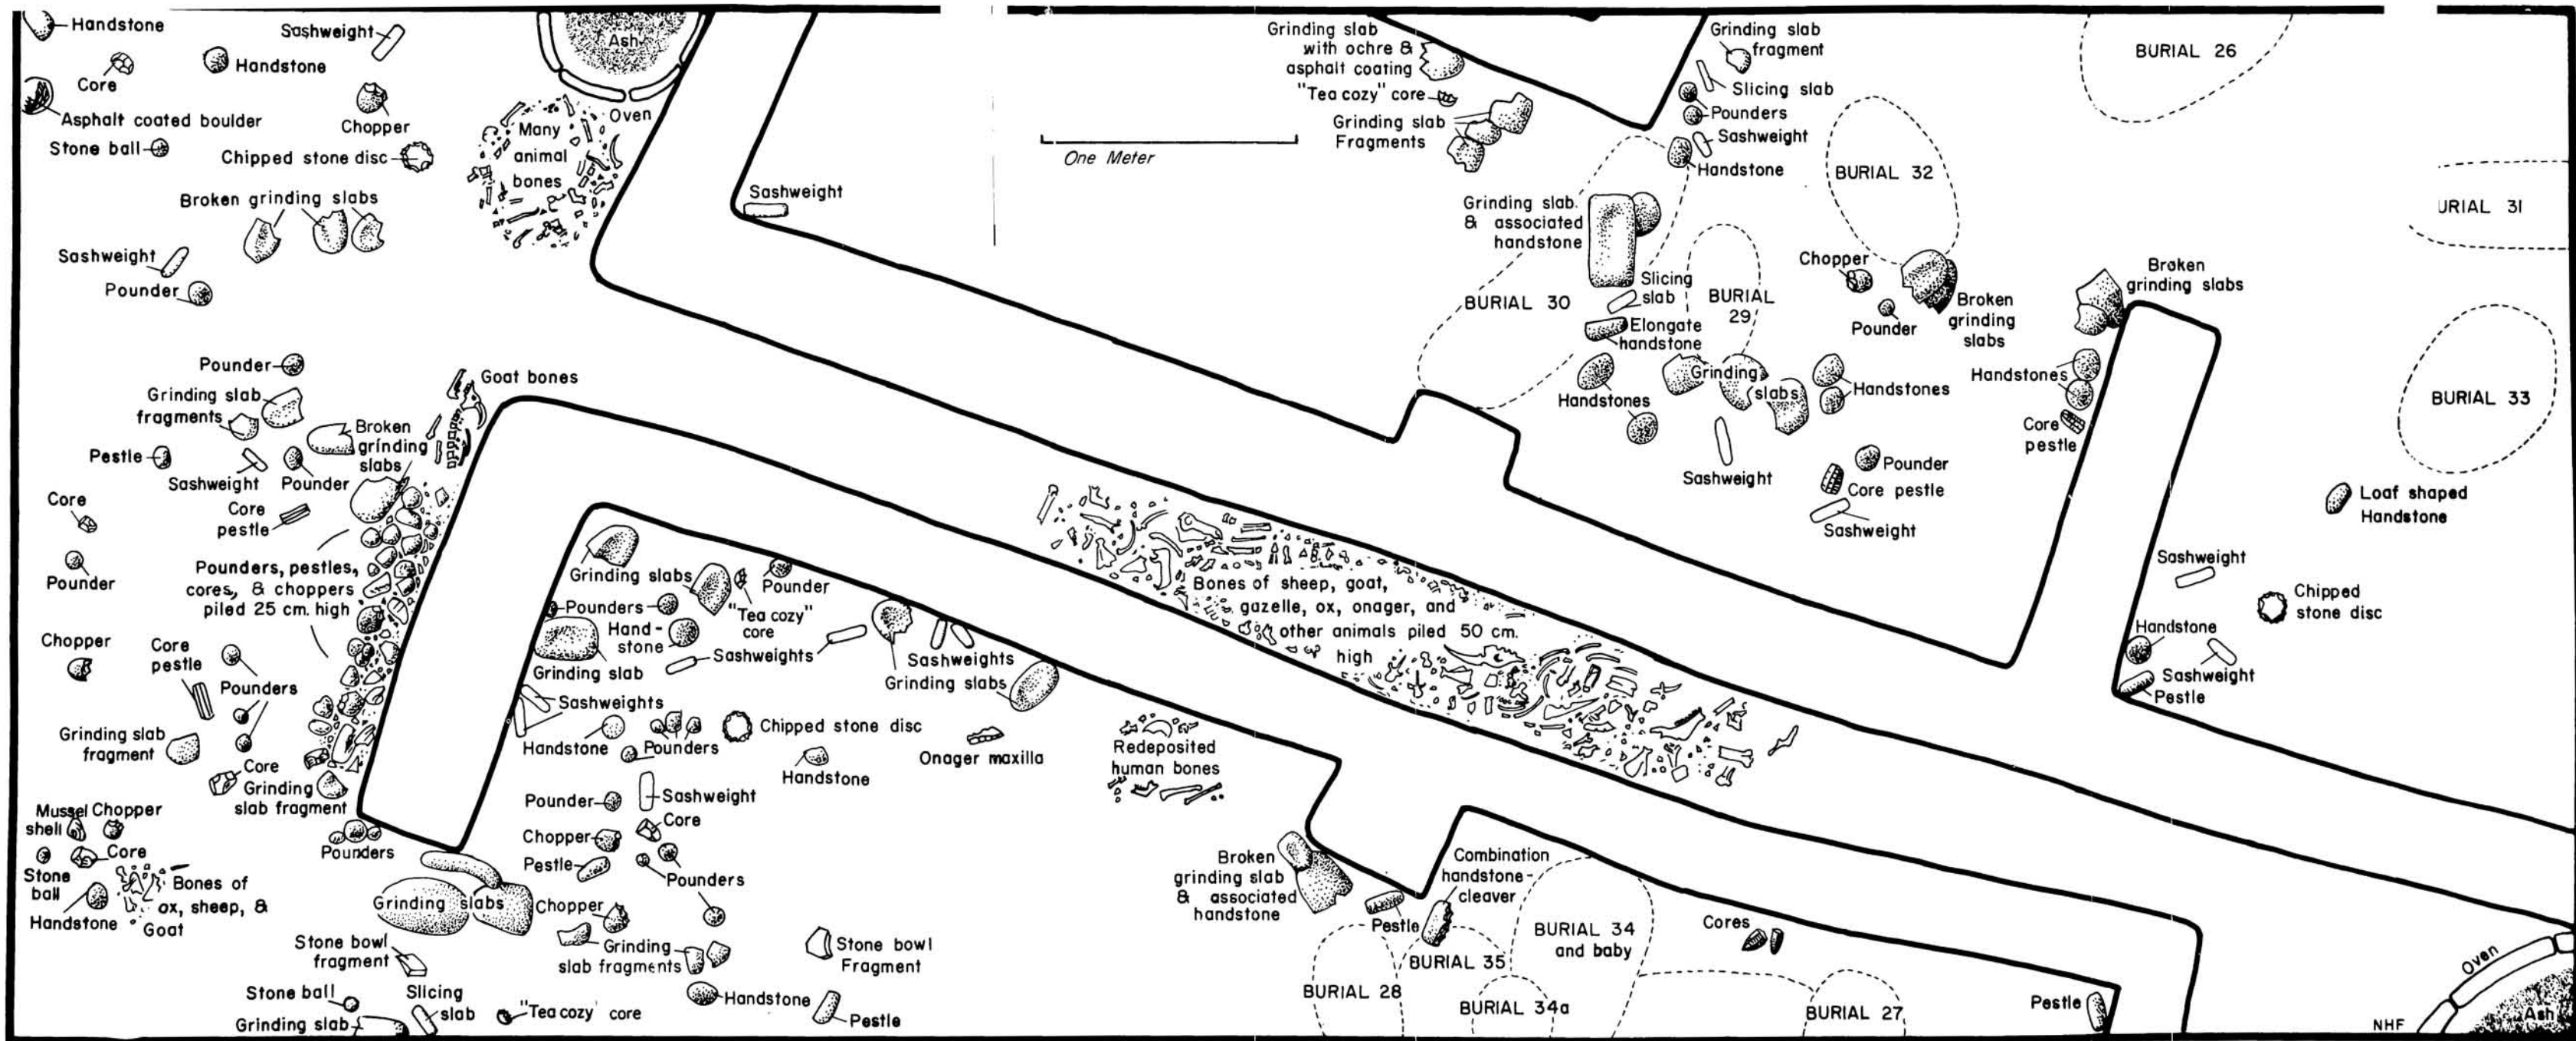 Handstone
Sashweight
Ash
Core
Handstone
Asphalt coated boulder
Chopper
Oven
Stone ball
Chipped stone disc
Many
animal
bones
Broken grinding slabs
Sashweight
Sashweight
Pounder
One Meter
Grinding slab
with ochre &
asphalt coating
"Tea cozy" core
Grinding slab
Fragments
Grinding slab
fragment
Slicing slab
Pounders
Sashweight
Handstone
BURIAL 26
BURIAL 32
URIAL 31
Grinding slab.
& associated
handstone
Slicing
slab
BURIAL 30
BURIAL
29
Elongate
handstone
Chopper
Pounder
Broken
grinding
slabs
Broken
grinding slabs
Handstones
Grinding
slabs
Handstones
Handstones
Core
pestle
BURIAL 33
Sashweight
Pounder
Core pestle
Sashweight
Loaf shaped
Handstone
Sashweight
Chipped
stone disc
Handstone
Sashweight
Pestle
Pounder
Goat bones
Grinding slab
fragments
Broken
grinding
slabs
Pestle
Sashweight
Pounder
Core
Core
pestle
Pounder
Pounders, pestles,
cores, & choppers
piled 25 cm. high
Chopper
Core
pestle
Pounders
Grinding slab
fragment
Core
Grinding
slab fragment
Mussel
shell
Chopper
Pounders
Core
Stone
ball
Bones of
ox, sheep, &
Goat
Handstone
Grinding slabs
Pounder
Pounders
"Tea cozy"
core
Hand-
stone
Sashweights
Grinding slab
Sashweights
Grinding slabs
Sashweights
Handstone
Pounders
Chipped stone disc
Handstone
Onager maxilla
Redeposited
human bones
Bones of sheep, goat,
gazelle, ox, onager, and
other animals piled 50 cm.
high
Pounder
Sashweight
Core
Chopper
Pestle
Pounders
Grinding slabs
Chopper
Stone bowl
fragment
Grinding
slab fragments
Stone bowl
Fragment
Stone ball
Slicing
slab
"Tea cozy' core
Handstone
Pestle
Grinding slab
Broken
grinding slab
& associated
handstone
Combination
handstone-
cleaver
Pestle
BURIAL 34
and baby
Cores
BURIAL 35
BURIAL 28
BURIAL 34a
BURIAL 27
Pestle
Oven
Ash
NHF